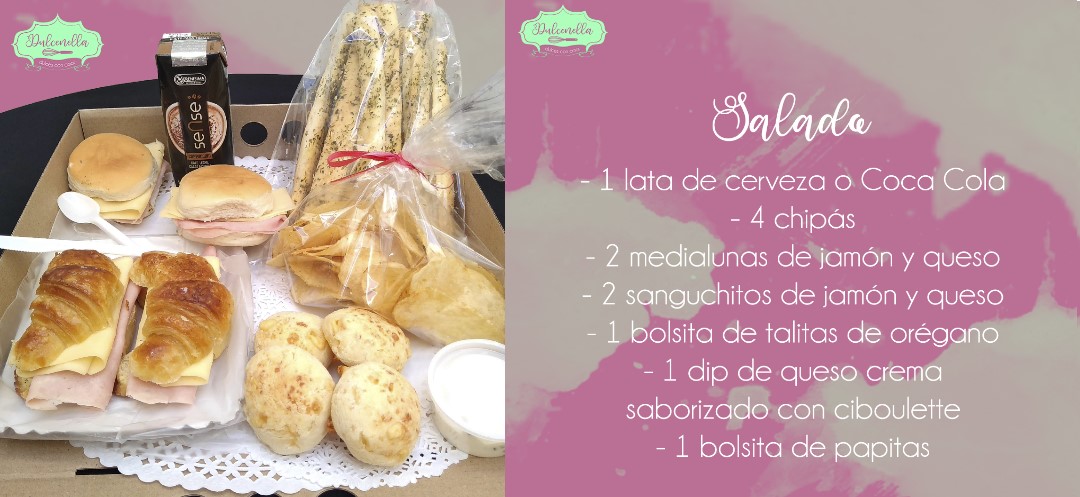 Dulconella
sense
Dulconella
Salado
- 1 lata de cerveza o Coca Cola
- 4 chipás
- 2 medialunas de jamón y queso
- 2 sanguchitos de jamón y queso
- 1 bolsita de talitas de orégano
- 1 dip de queso crema
saborizado con ciboulette
- 1 bolsita de papitas